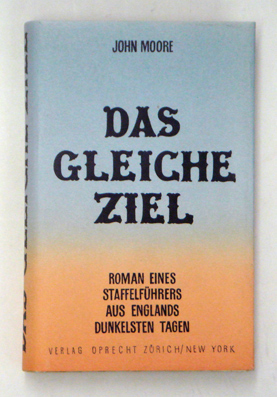 JOHN MOORE
DAS
GLEICHE
ZIEL
ROMAN EINES
STAFFELFÜHRERS
AUS ENGLANDS
DUNKELSTEN TAGEN
VERLAG OPRECHT ZÜRICH/NEW YORK